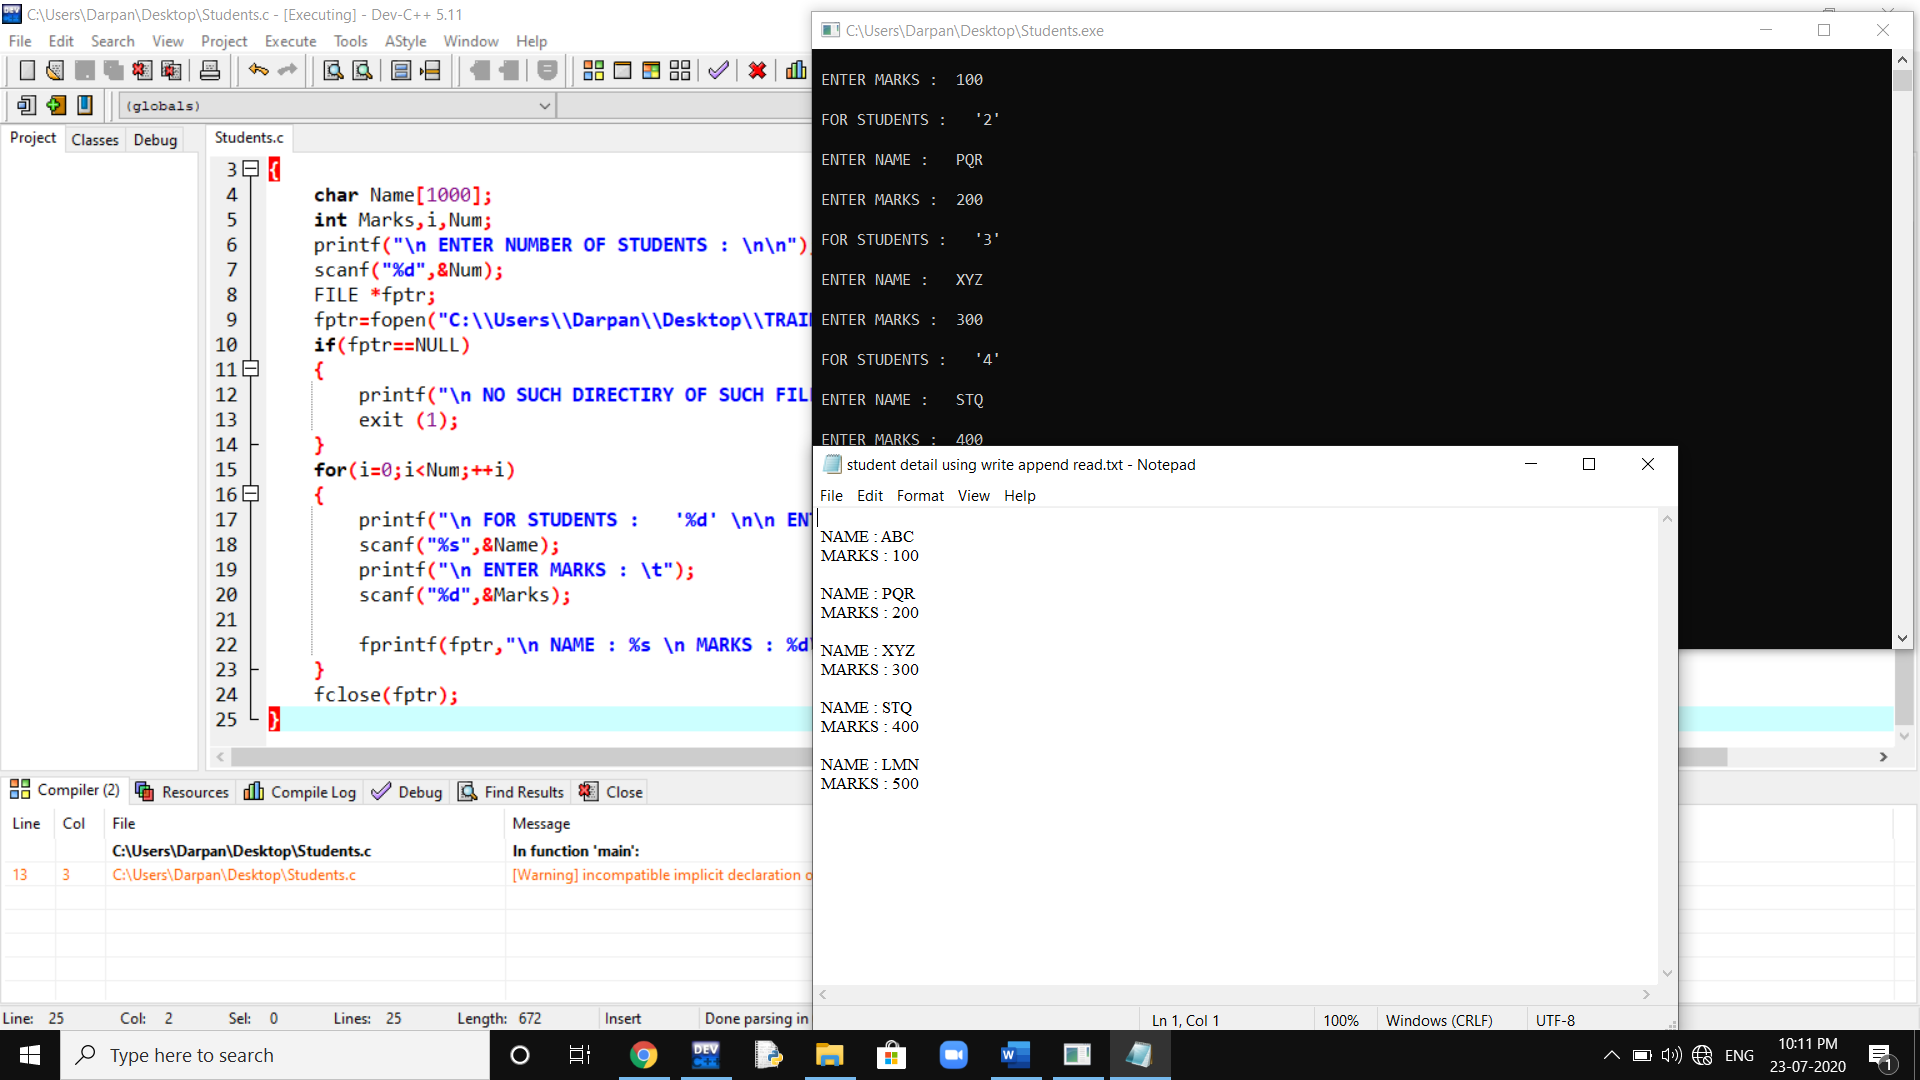 C:\Users\Darpan\Desktop\Students.c - [Executing] - Dev-C++ 5.11
File Edit Search View Project Execute Tools AStyle Window Help
(globals)
Project Classes Debug
Students.c
3 {
4 char Name[1000];
5 int Marks,i,Num;
6 printf("\n ENTER NUMBER OF STUDENTS : \n\n")
7 scanf("%d",&Num);
8 FILE *fptr;
9 fptr=fopen("C:\\Users\\Darpan\\Desktop\\TRAI
10 if(fptr==NULL)
11 {
12 printf("\n NO SUCH DIRECTIRY OF SUCH FIL
13 exit (1);
14 }
15 for(i=0;i<Num;++i)
16 {
17 printf("\n FOR STUDENTS :   '%d' \n\n EN
18 scanf("%s",&Name);
19 printf("\n ENTER MARKS : \t");
20 scanf("%d",&Marks);
21
22 fprintf(fptr,"\n NAME : %s \n MARKS : %d
23 }
24 fclose(fptr);
25 }
Compiler (2) Resources Compile Log Debug Find Results Close
Line Col File Message
C:\Users\Darpan\Desktop\Students.c In function 'main':
13 3 C:\Users\Darpan\Desktop\Students.c [Warning] incompatible implicit declaration o
Line: 25 Col: 2 Sel: 0 Lines: 25 Length: 672 Insert Done parsing in
C:\Users\Darpan\Desktop\Students.exe
ENTER MARKS :  100
FOR STUDENTS :   '2'
ENTER NAME :   PQR
ENTER MARKS :  200
FOR STUDENTS :   '3'
ENTER NAME :   XYZ
ENTER MARKS :  300
FOR STUDENTS :   '4'
ENTER NAME :   STQ
ENTER MARKS :  400
student detail using write append read.txt - Notepad
File Edit Format View Help
NAME : ABC
MARKS : 100
NAME : PQR
MARKS : 200
NAME : XYZ
MARKS : 300
NAME : STQ
MARKS : 400
NAME : LMN
MARKS : 500
Ln 1, Col 1 100% Windows (CRLF) UTF-8
Type here to search
DEV C++
W
ENG
10:11 PM
23-07-2020
1